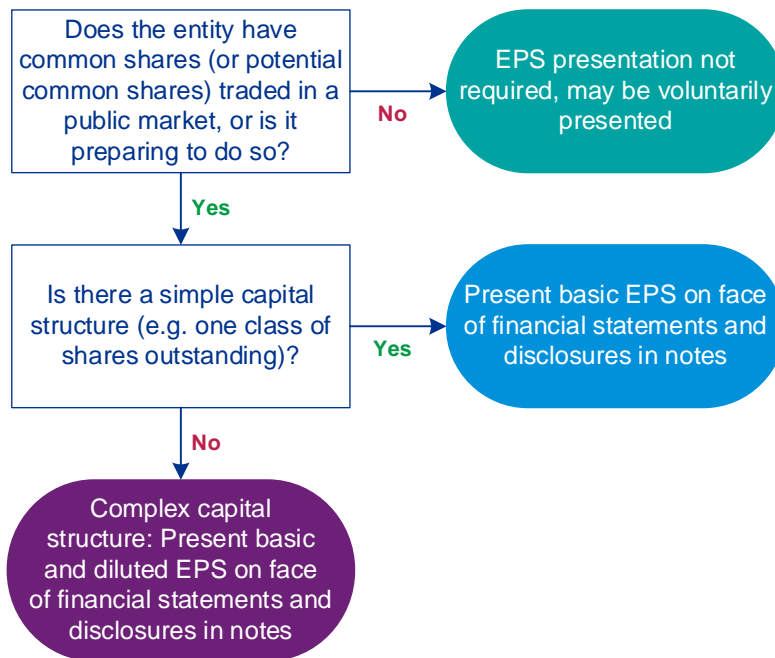 Does the entity have
common shares (or potential
common shares) traded in a
public market, or is it
preparing to do so?
No
EPS presentation not
required, may be voluntarily
presented
Yes
Is there a simple capital
structure (e.g. one class of
shares outstanding)?
Yes
Present basic EPS on face
of financial statements and
disclosures in notes
No
Complex capital
structure: Present basic
and diluted EPS on face
of financial statements and
disclosures in notes